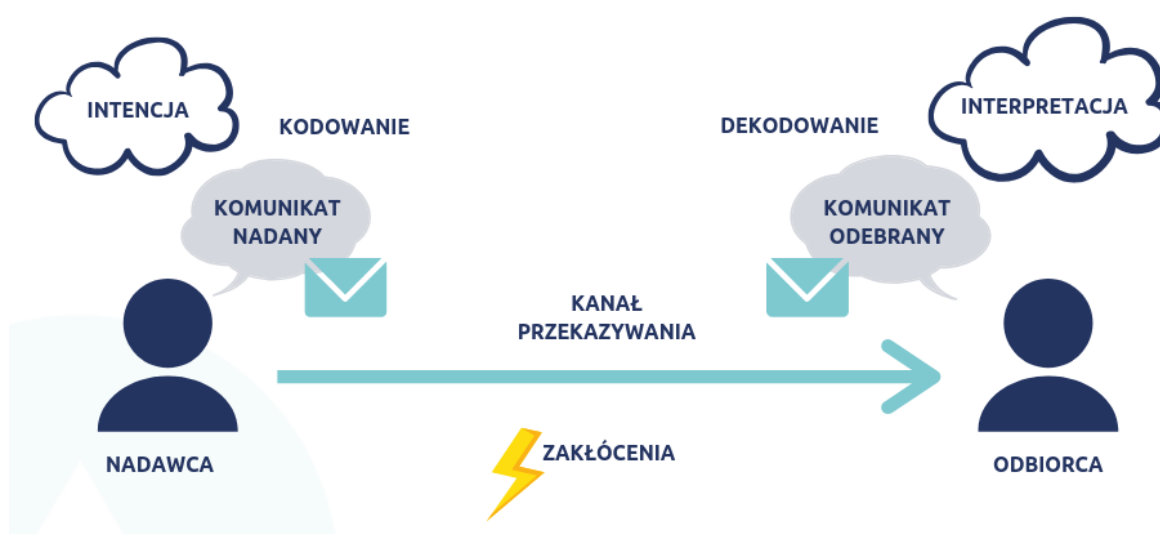 INTENCJA
KODOWANIE
KOMUNIKAT
NADANY
NADAWCA
KANAŁ
PRZEKAZYWANIA
ZAKŁÓCENIA
DEKODOWANIE
INTERPRETACJA
KOMUNIKAT
ODEBRANY
ODBIORCA